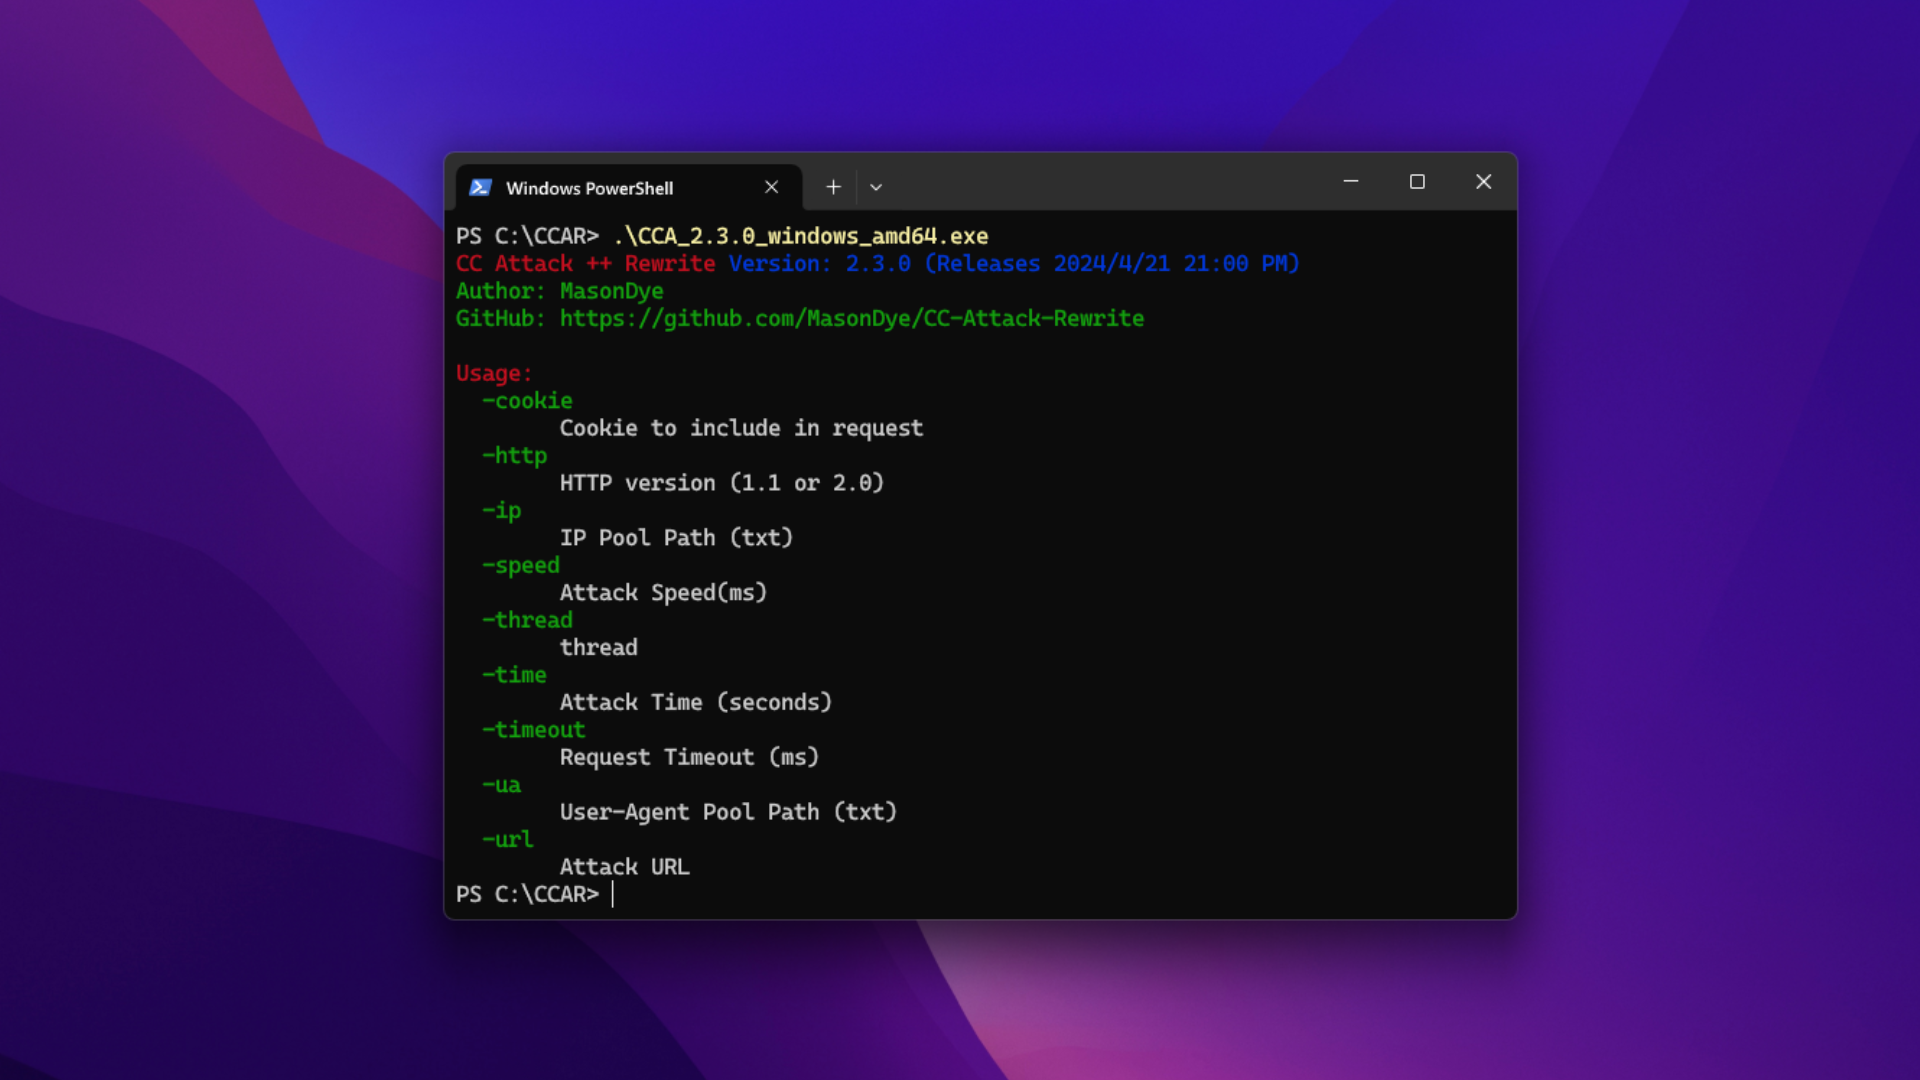 Windows PowerShell
PS C:\CCAR> .\CCA_2.3.0_windows_amd64.exe
CC Attack ++ Rewrite Version: 2.3.0 (Releases 2024/4/21 21:00 PM)
Author: MasonDye
GitHub: https://github.com/MasonDye/CC-Attack-Rewrite
Usage:
-cookie
Cookie to include in request
-http
HTTP version (1.1 or 2.0)
-ip
IP Pool Path (txt)
-speed
Attack Speed(ms)
-thread
thread
-time
Attack Time (seconds)
-timeout
Request Timeout (ms)
-ua
User-Agent Pool Path (txt)
-url
Attack URL
PS C:\CCAR>